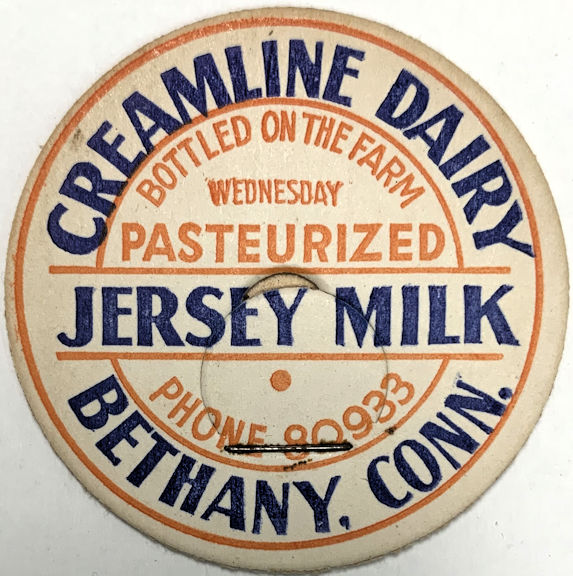 CREAMLINE DAIRY
BOTTLED ON THE FARM
WEDNESDAY
PASTEURIZED
JERSEY MILK
PHONE 80933
BETHANY, CONN.